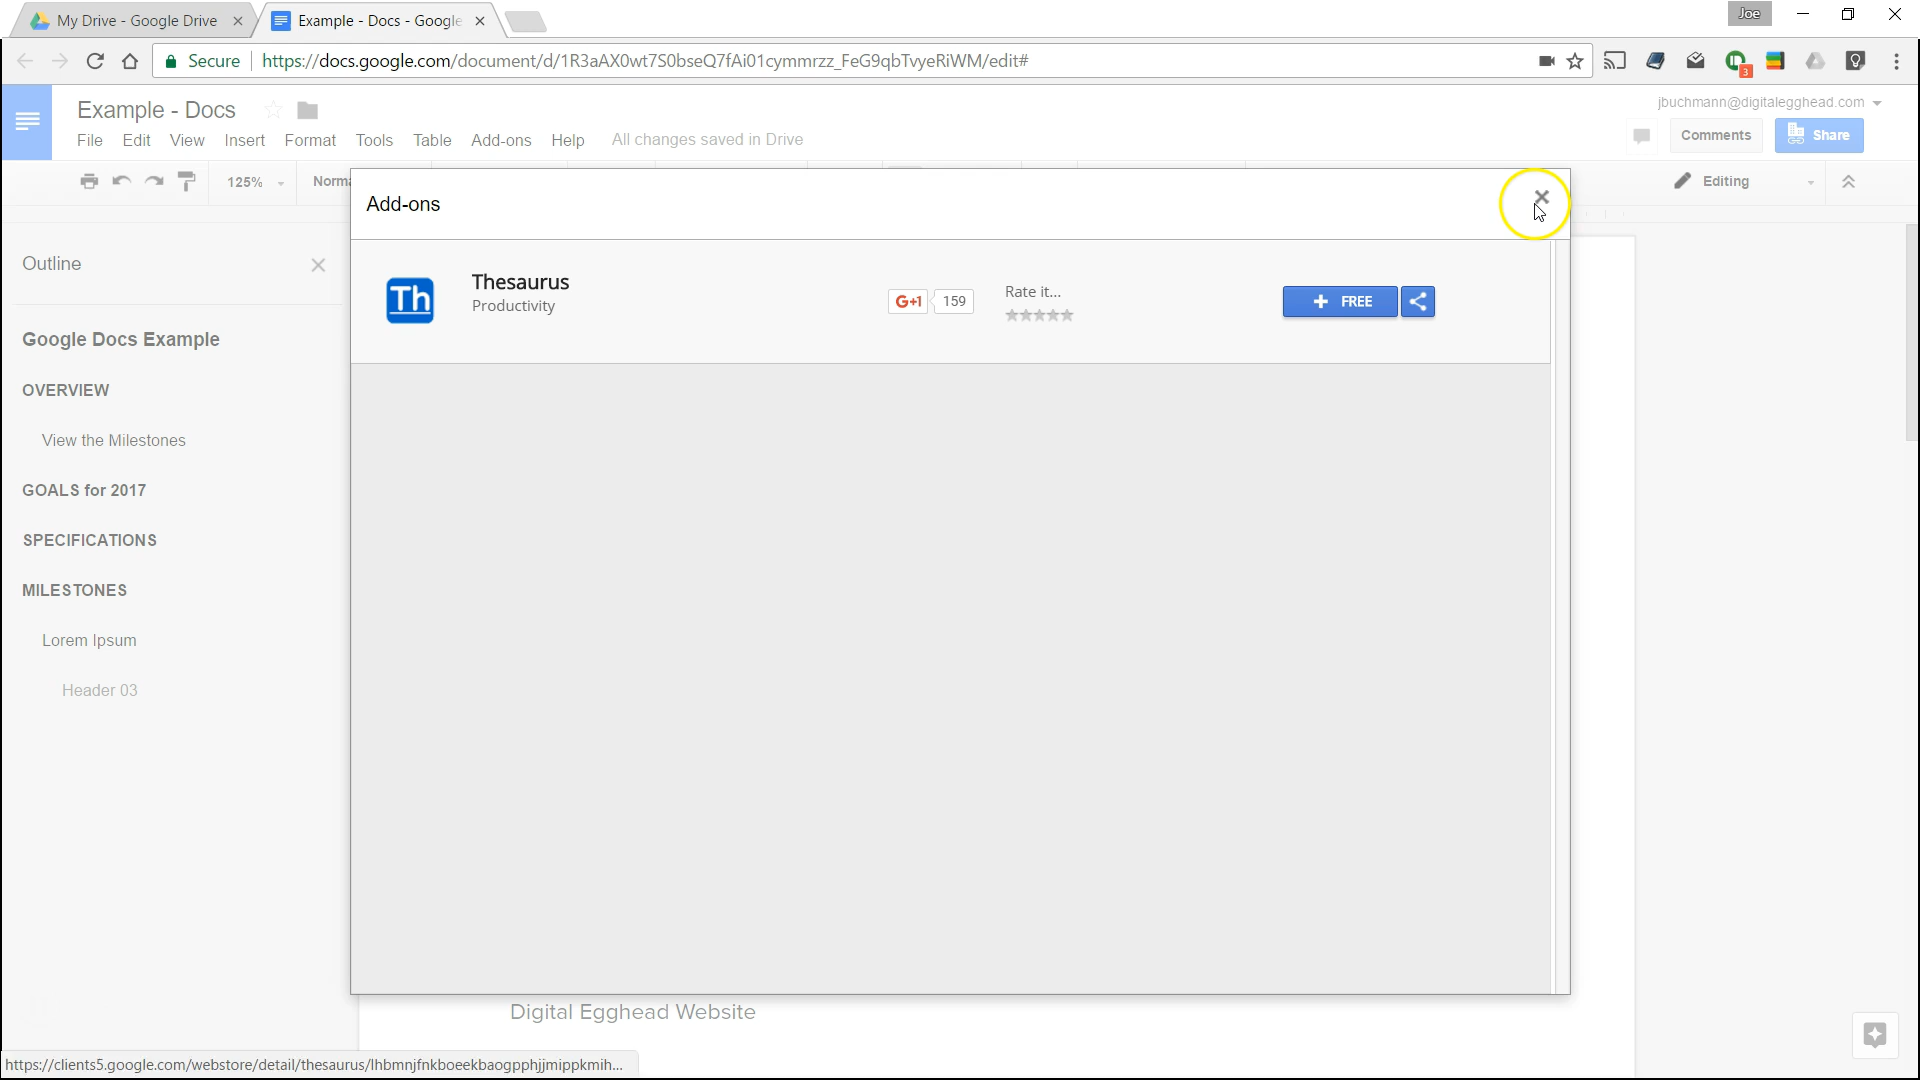 My Drive - Google Drive
Example - Docs - Google
Joe
Secure
https://docs.google.com/document/d/1R3aAX0wt7S0bseQ7fAi01cymmrzz_FeG9qbTvyeRiWM/edit#
3
Example - Docs
jbuchmann@digitalegghead.com
File Edit View Insert Format Tools Table Add-ons Help All changes saved in Drive
Comments
Share
125%
Norma
Editing
Add-ons
Outline
Th
Thesaurus
Productivity
G+1
159
Rate it...
+ FREE
Google Docs Example
OVERVIEW
View the Milestones
GOALS for 2017
SPECIFICATIONS
MILESTONES
Lorem Ipsum
Header 03
Digital Egghead Website
https://clients5.google.com/webstore/detail/thesaurus/lhbmnjfnkboeekbaogpphjjmippkmih...